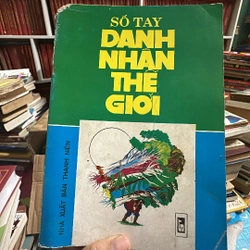 SỔ TAY
DANH
NHÂN
THẾ
GIỚI
NHÀ XUẤT BẢN THANH NIÊN